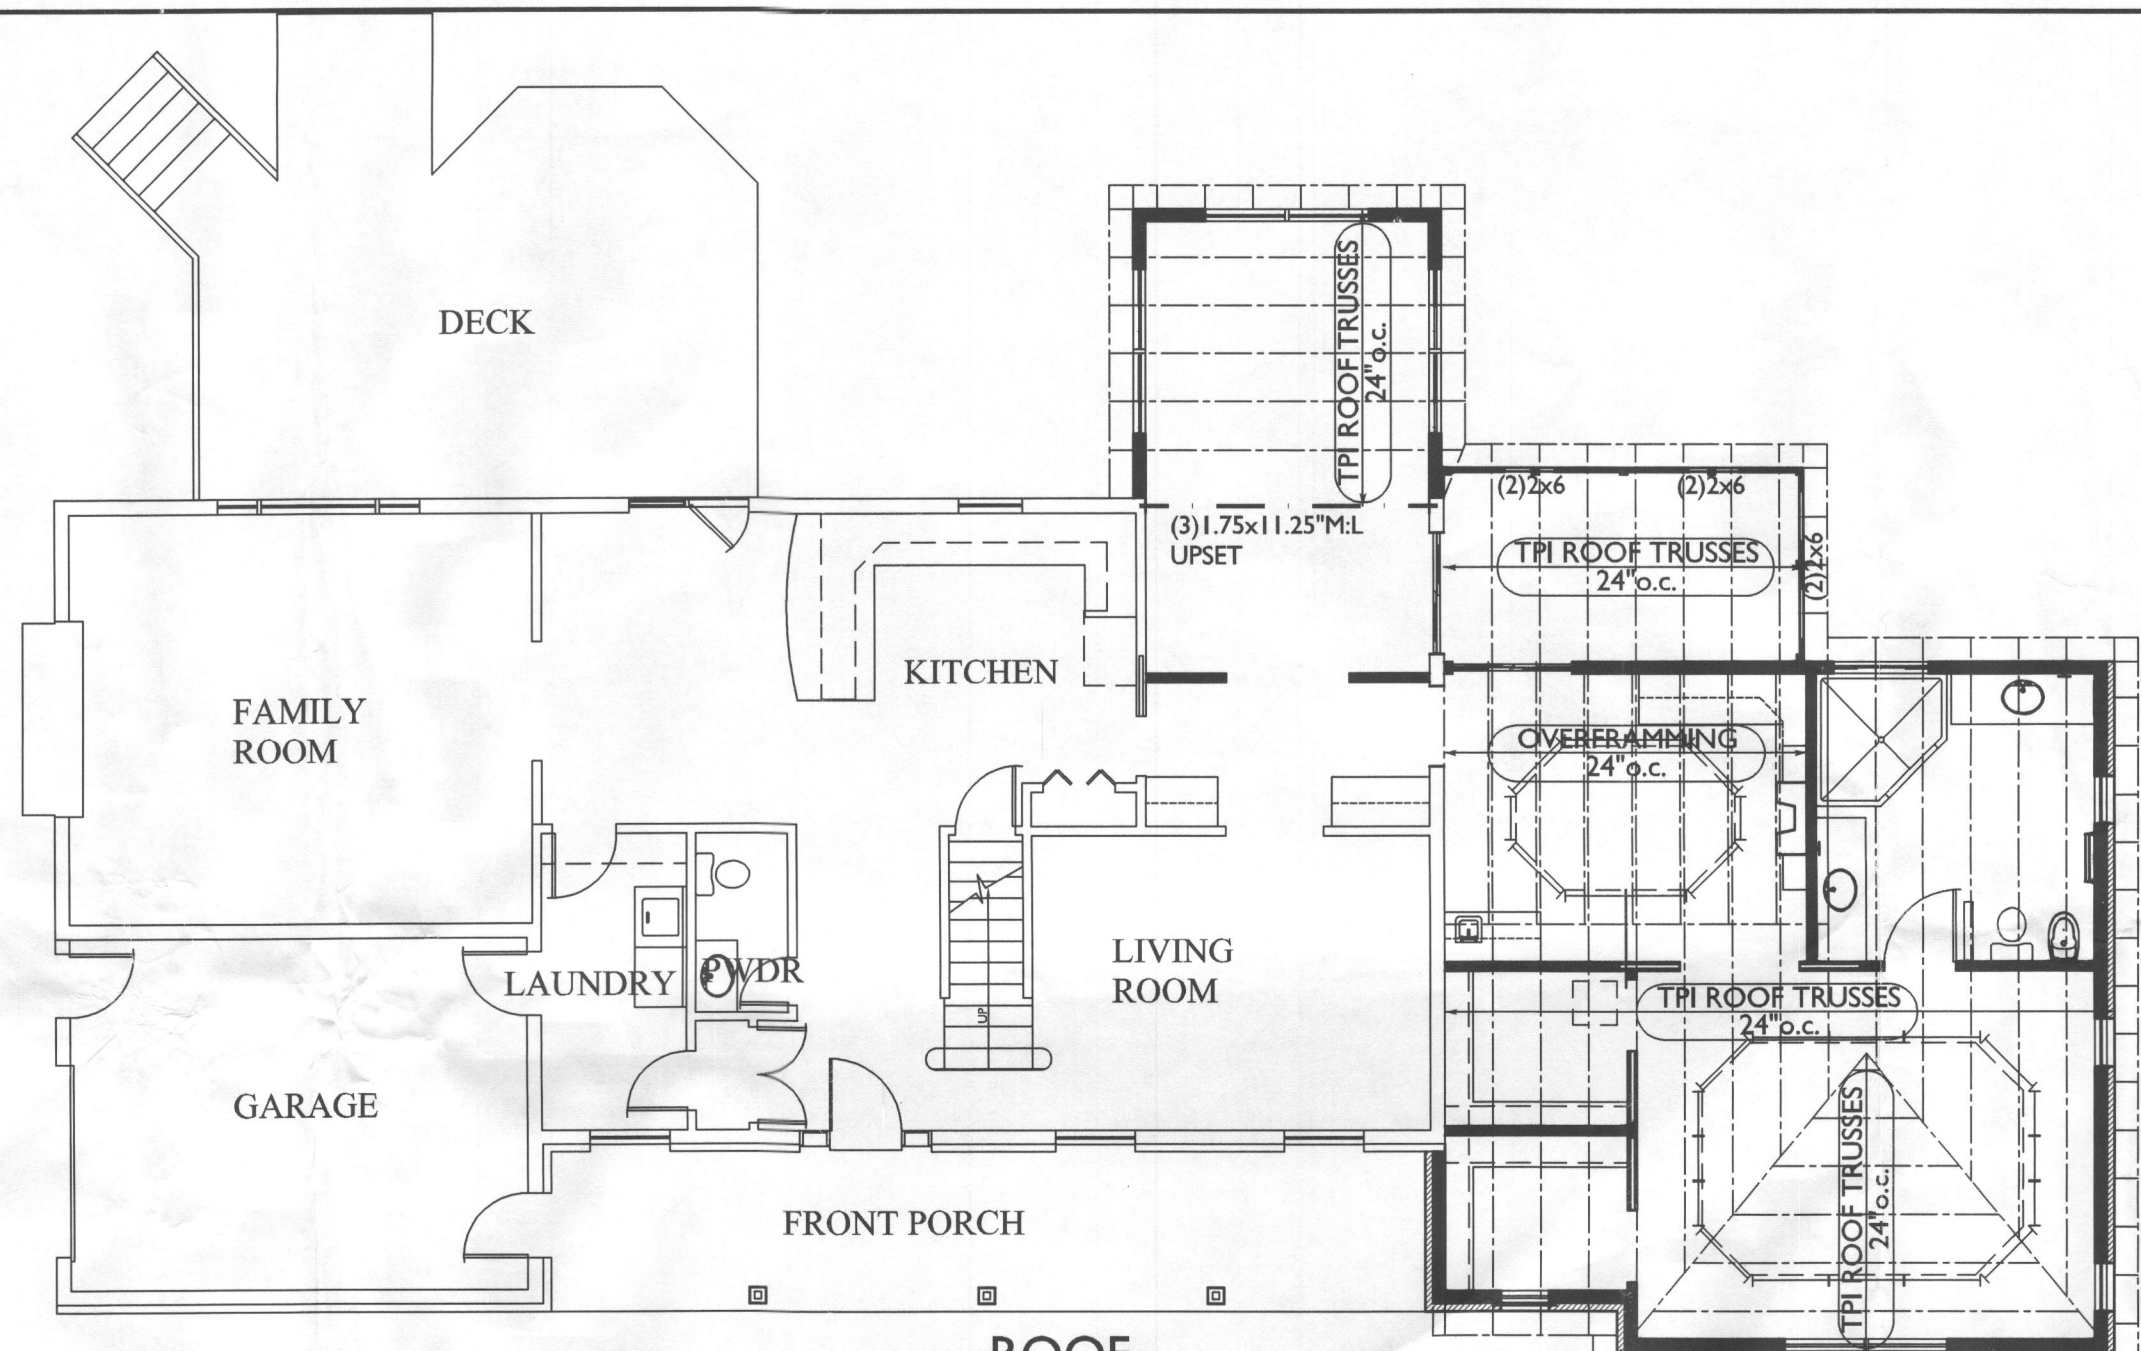 DECK
TPI ROOF TRUSSES
24"o.c.
(2)2x6
(2)2x6
(3)1.75x11.25"M:L
UPSET
TPI ROOF TRUSSES
24"o.c.
(2)2x6
KITCHEN
FAMILY
ROOM
OVERFRAMMING
24"o.c.
LIVING
ROOM
LAUNDRY
PWDR
UP
TPI ROOF TRUSSES
24"o.c.
GARAGE
TPI ROOF TRUSSES
24"o.c.
FRONT PORCH
ROOF